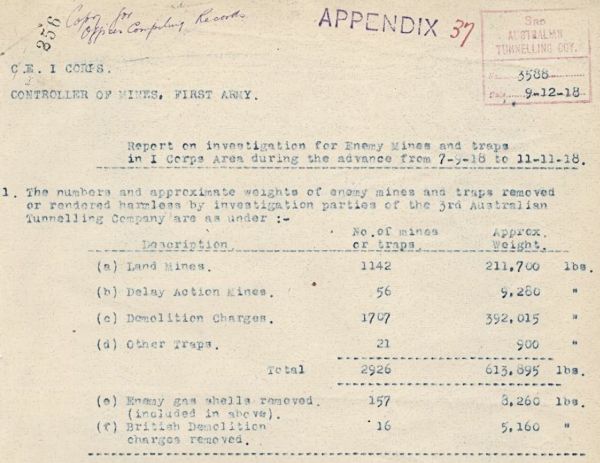 856
Copy for
Officer Compiling Records
APPENDIX 37
3RD
AUSTRALIAN
TUNNELLING COY.
No. 3588
Date 9-12-18
C.E. I CORPS.
CONTROLLER OF MINES, FIRST ARMY.
Report on investigation for Enemy Mines and traps
in I Corps Area during the advance from 7-9-18 to 11-11-18.
1. The numbers and approximate weights of enemy mines and traps removed
or rendered harmless by investigation parties of the 3rd Australian
Tunnelling Company are as under :-
No. of mines Approx.
Description. or traps. Weight.
(a) Land Mines. 1142 211,700 lbs.
(b) Delay Action Mines. 56 9,280 "
(c) Demolition Charges. 1707 392,015 "
(d) Other Traps. 21 900 "
Total 2926 613,895 lbs.
(e) Enemy gas shells removed. 157 8,260 lbs.
(included in above).
(f) British Demolition 16 5,160 "
charges removed.